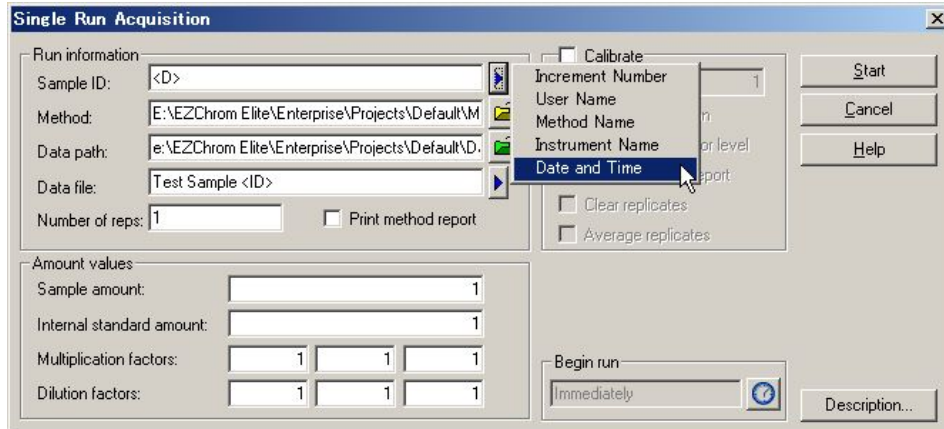 Single Run Acquisition
Run information
Sample ID: <D>
Method: E:\EZChrom Elite\Enterprise\Projects\Default\M
Data path: e:\EZChrom Elite\Enterprise\Projects\Default\D.
Data file: Test Sample <ID>
Number of reps: 1
Print method report
Calibrate
1
Increment Number
User Name
Method Name
Instrument Name
Date and Time
n
or level
eport
Clear replicates
Average replicates
Start
Cancel
Help
Amount values
Sample amount: 1
Internal standard amount: 1
Multiplication factors: 1 1 1
Dilution factors: 1 1 1
Begin run
Immediately
Description...